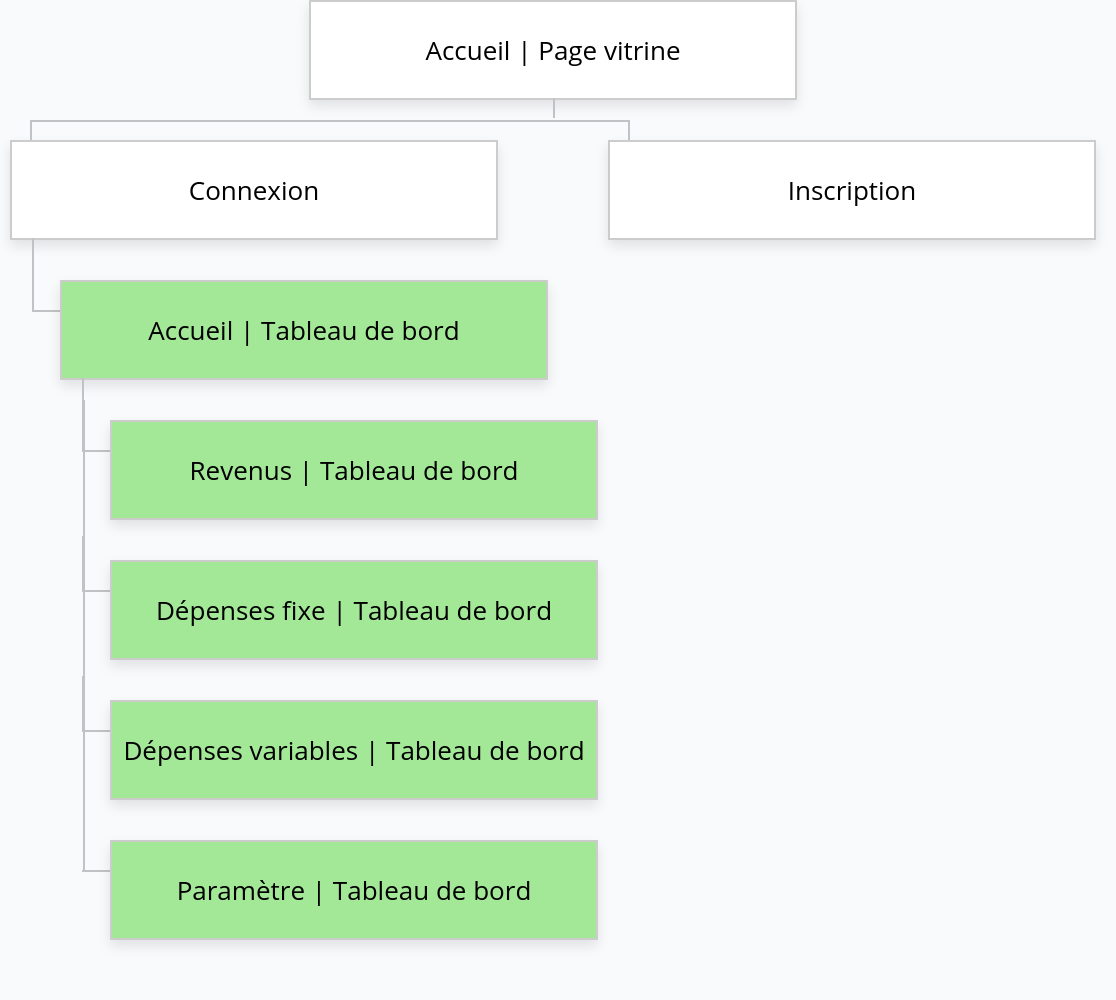 Accueil | Page vitrine
Connexion
Inscription
Accueil | Tableau de bord
Revenus | Tableau de bord
Dépenses fixe | Tableau de bord
Dépenses variables | Tableau de bord
Paramètre | Tableau de bord